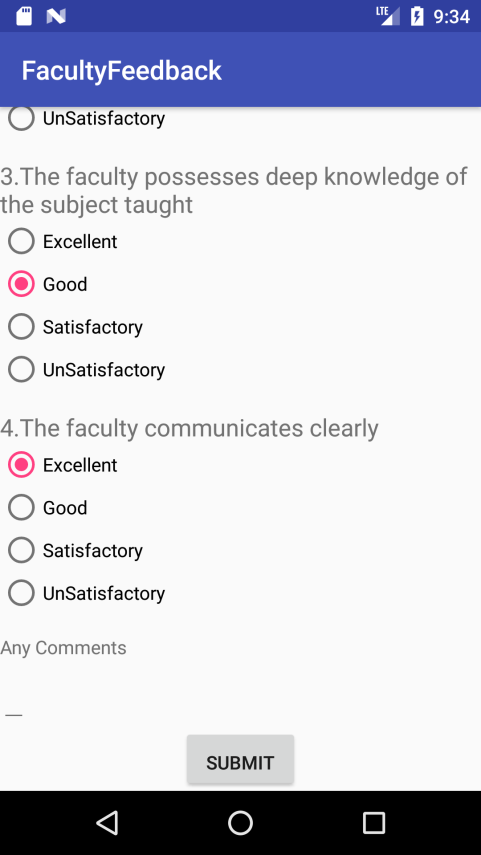 LTE 9:34
FacultyFeedback
UnSatisfactory
3.The faculty possesses deep knowledge of
the subject taught
Excellent
Good
Satisfactory
UnSatisfactory
4.The faculty communicates clearly
Excellent
Good
Satisfactory
UnSatisfactory
Any Comments
SUBMIT